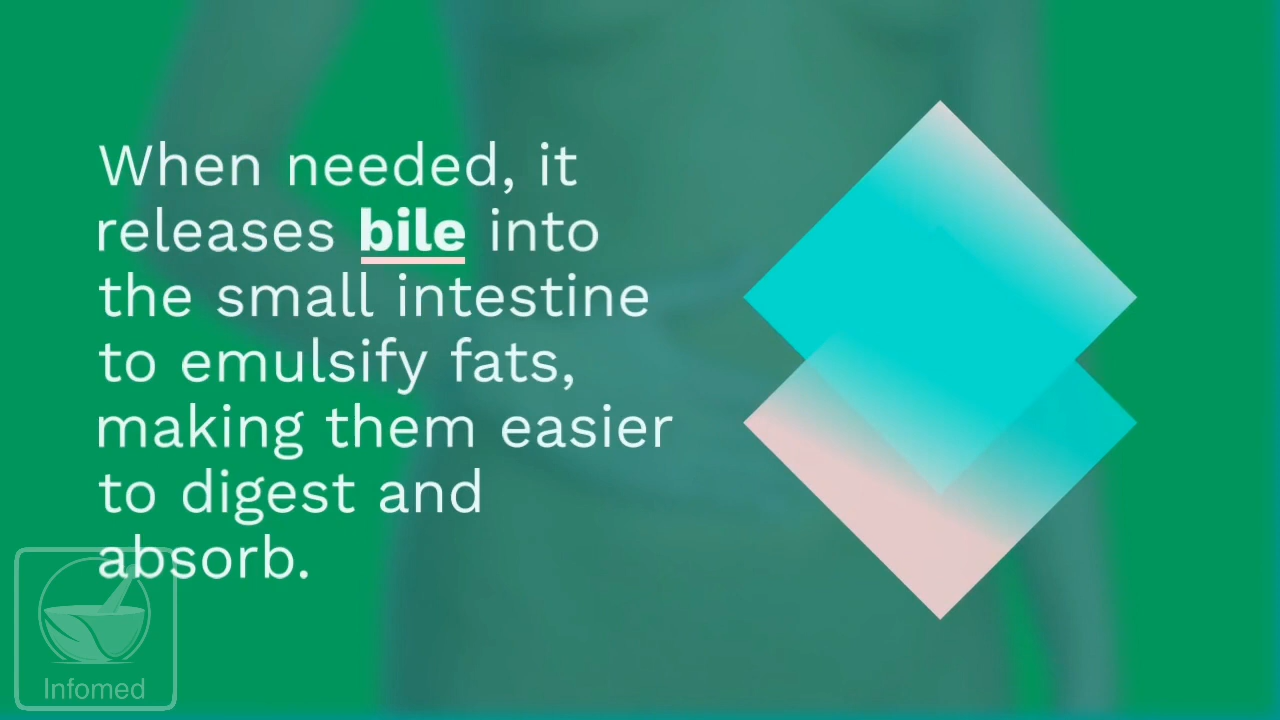 When needed, it
releases bile into
the small intestine
to emulsify fats,
making them easier
to digest and
absorb.
Infomed